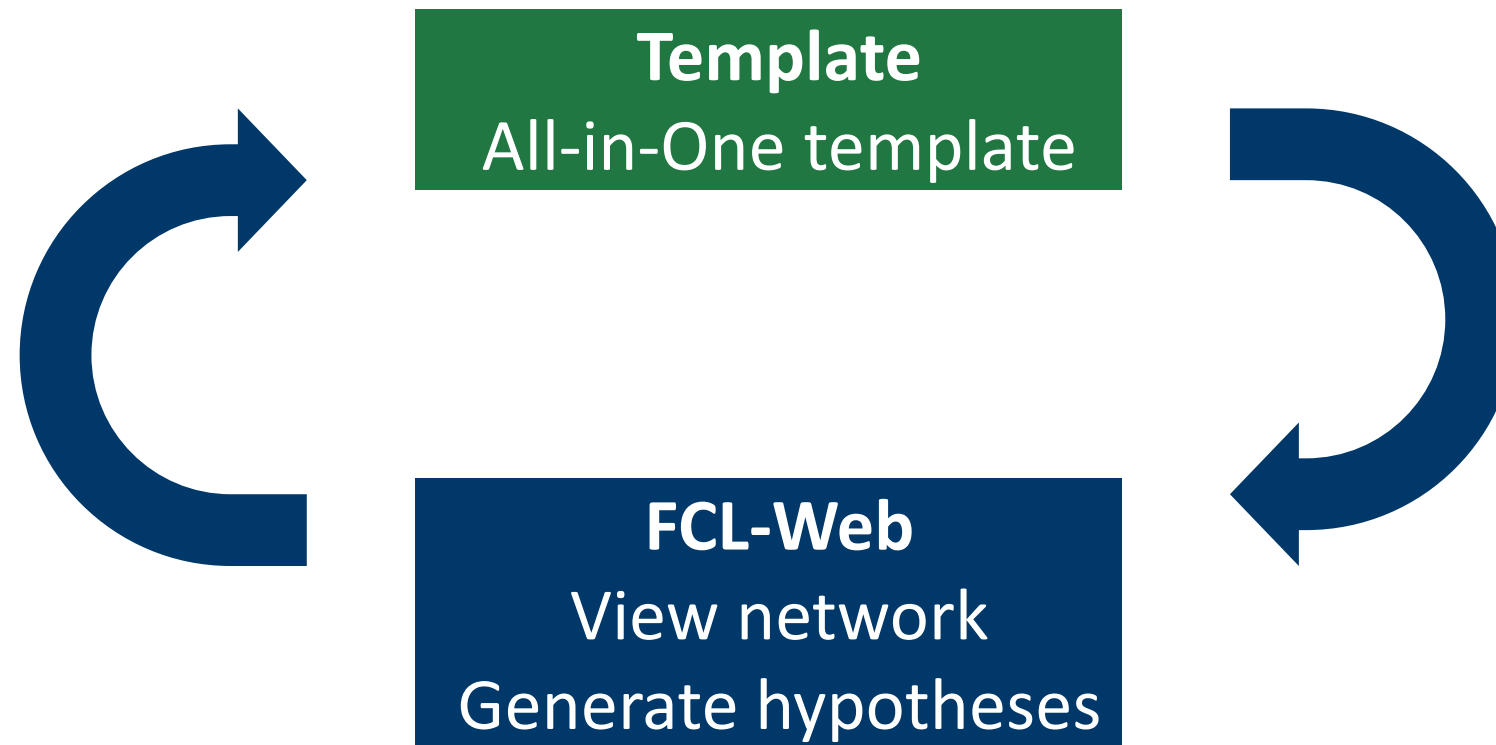 Template
All-in-One template
FCL-Web
View network
Generate hypotheses